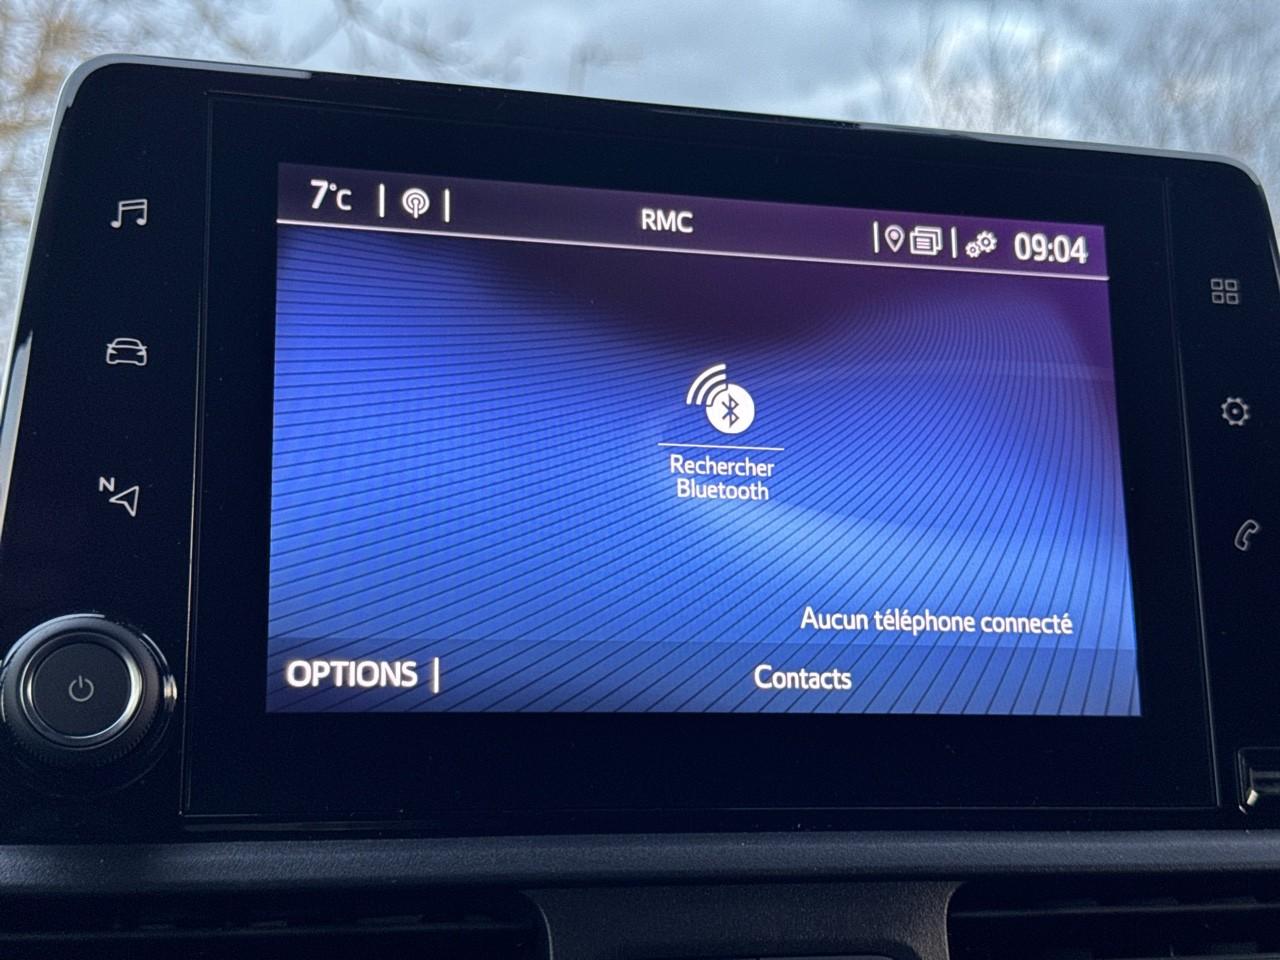 7°C
RMC
09:04
N
Rechercher
Bluetooth
Aucun téléphone connecté
OPTIONS
Contacts